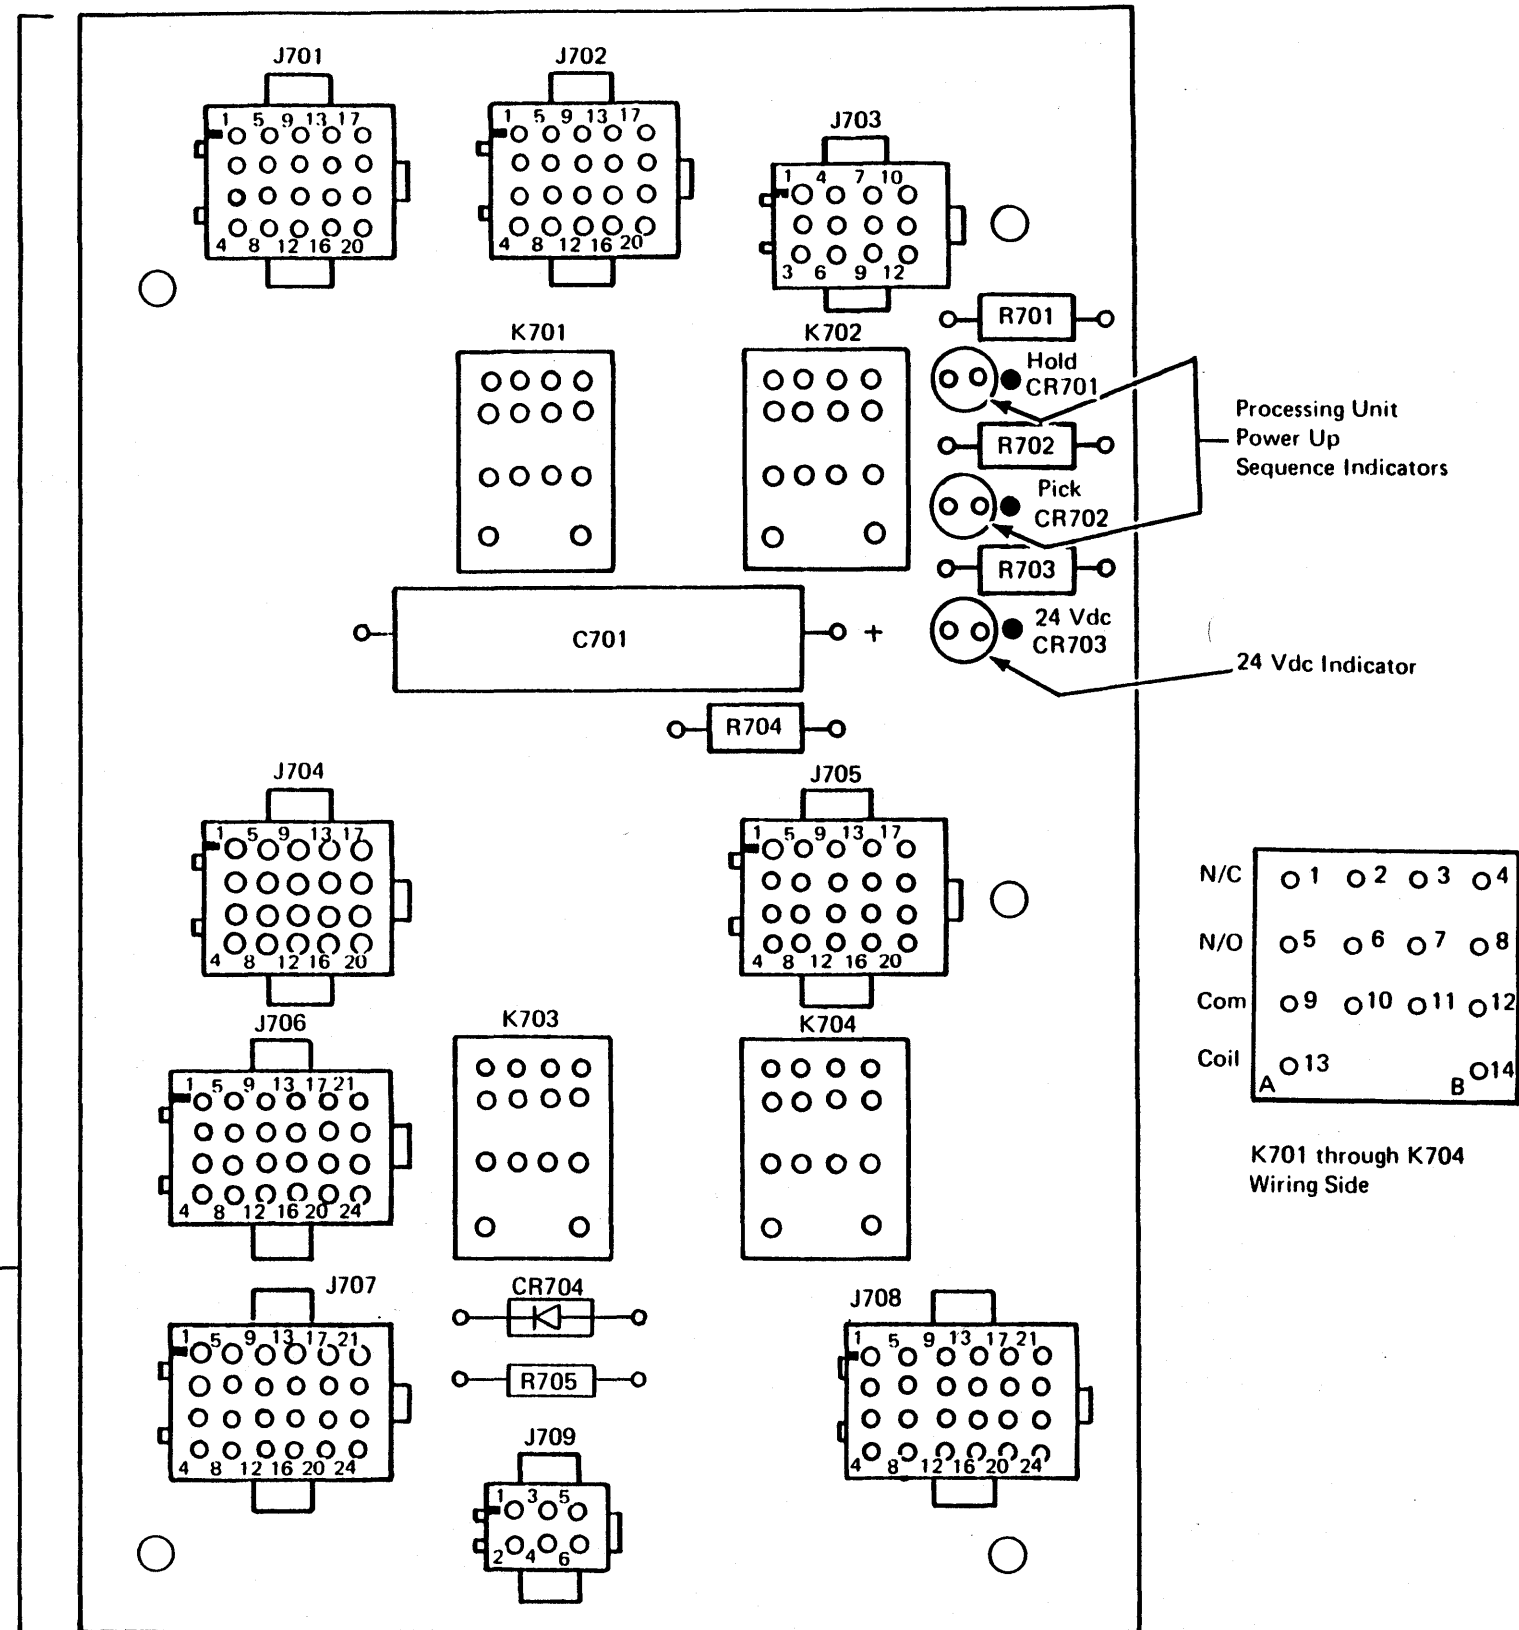 J701
1 5 9 13 17
4 8 12 16 20
J702
1 5 9 13 17
4 8 12 16 20
J703
1 4 7 10
3 6 9 12
R701
K701
K702
Hold
CR701
R702
Pick
CR702
R703
24 Vdc
CR703
Processing Unit
Power Up
Sequence Indicators
24 Vdc Indicator
C701
+
R704
J704
1 5 9 13 17
4 8 12 16 20
J705
1 5 9 13 17
4 8 12 16 20
N/C 1 2 3 4
N/O 5 6 7 8
Com 9 10 11 12
Coil 13 14
A B
K701 through K704
Wiring Side
J706
1 5 9 13 17 21
4 8 12 16 20 24
K703
K704
J707
1 5 9 13 17 21
4 8 12 16 20 24
CR704
R705
J708
1 5 9 13 17 21
4 8 12 16 20 24
J709
1 3 5
2 4 6